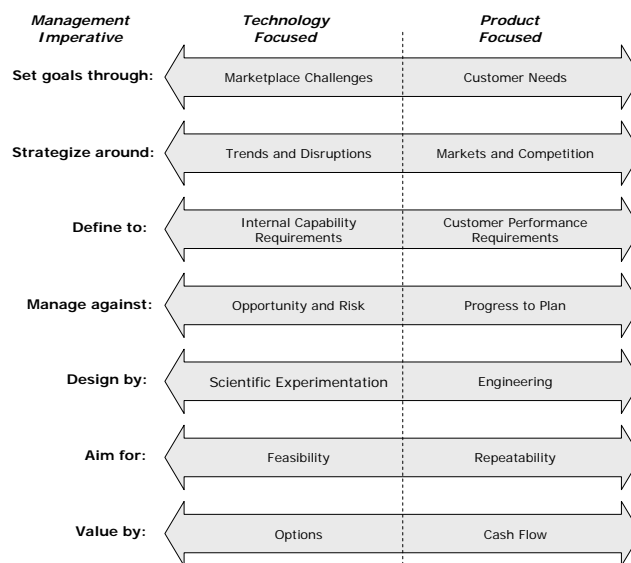 Management Technology Product
Imperative Focused Focused
Set goals through: Marketplace Challenges Customer Needs
Strategize around: Trends and Disruptions Markets and Competition
Define to: Internal Capability Requirements Customer Performance Requirements
Manage against: Opportunity and Risk Progress to Plan
Design by: Scientific Experimentation Engineering
Aim for: Feasibility Repeatability
Value by: Options Cash Flow